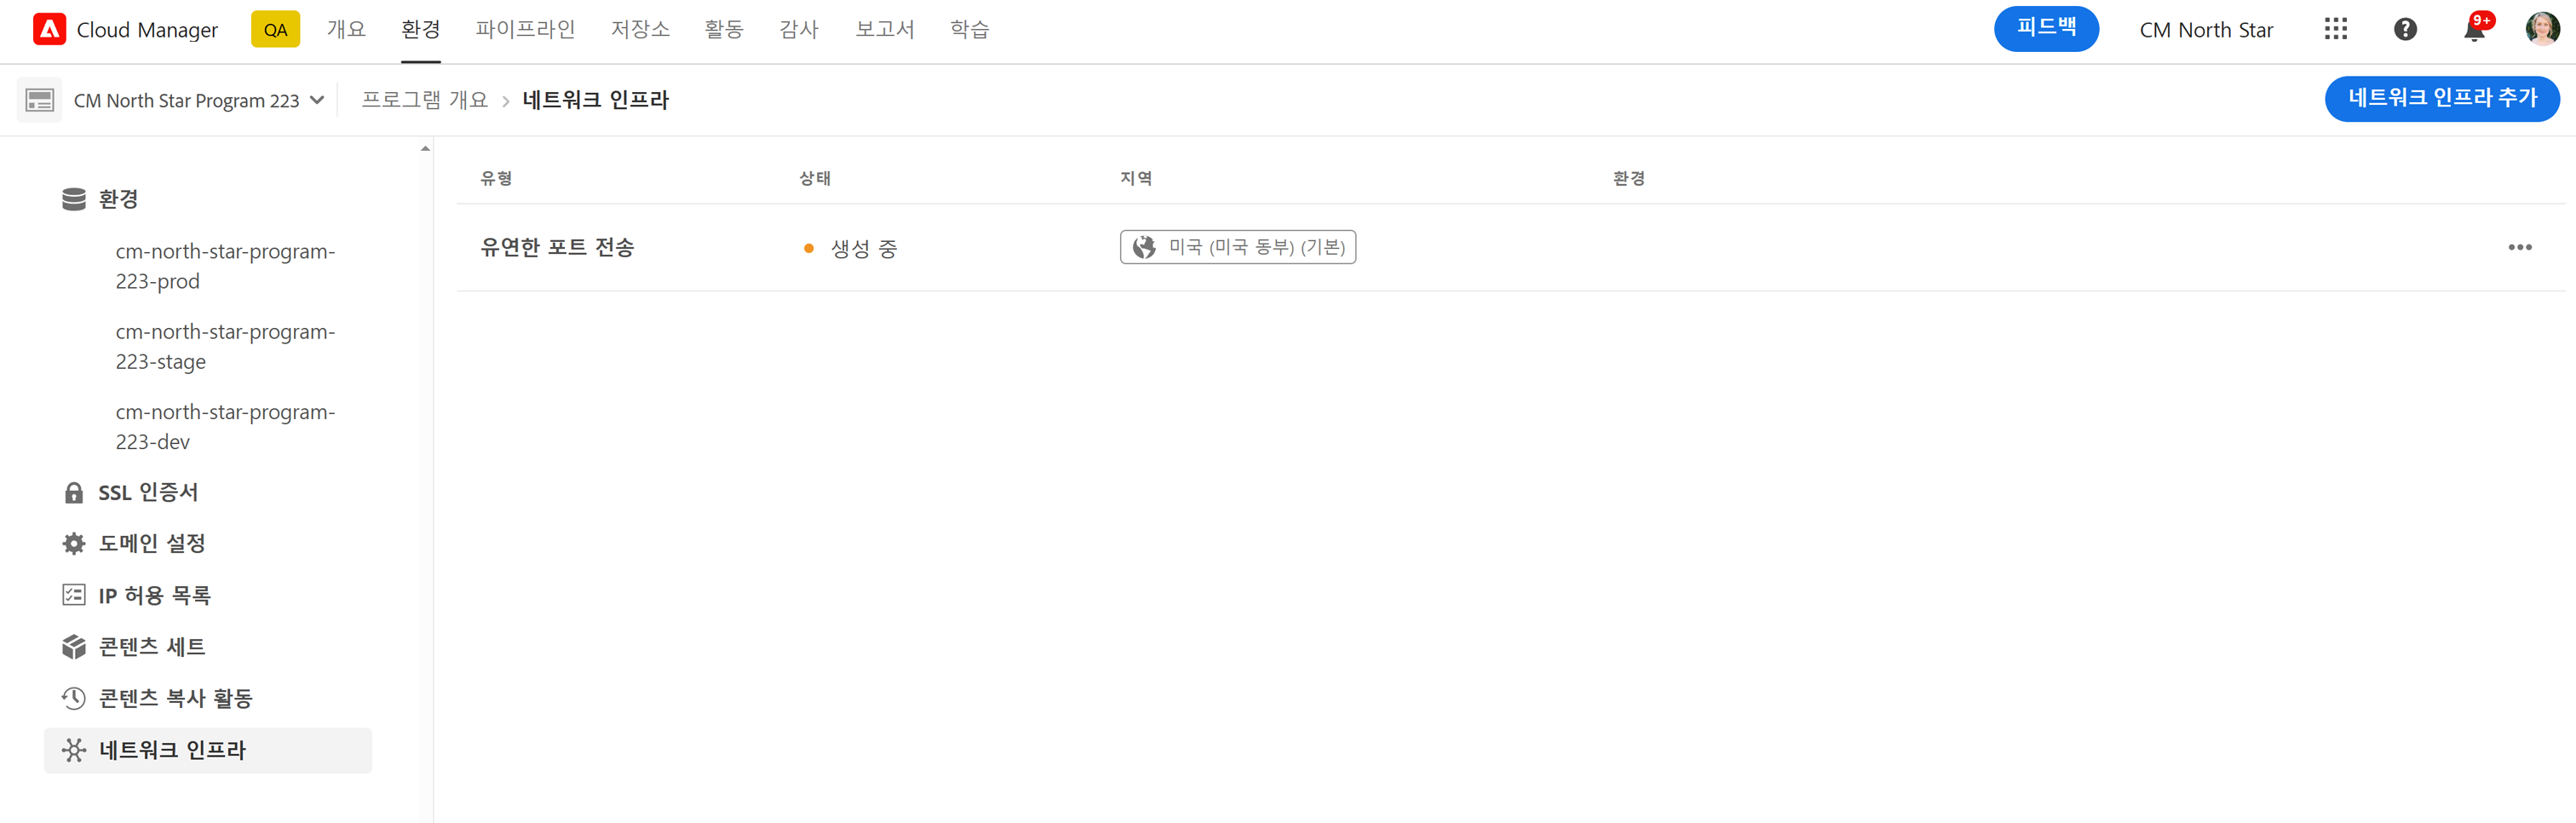 Cloud Manager QA 개요 환경 파이프라인 저장소 활동 감사 보고서 학습 피드백 CM North Star 9+
CM North Star Program 223 프로그램 개요 네트워크 인프라 네트워크 인프라 추가
환경
cm-north-star-program-
223-prod
cm-north-star-program-
223-stage
cm-north-star-program-
223-dev
SSL 인증서
도메인 설정
IP 허용 목록
콘텐츠 세트
콘텐츠 복사 활동
네트워크 인프라
유형 상태 지역 환경
유연한 포트 전송 생성 중 미국 (미국 동부) (기본)